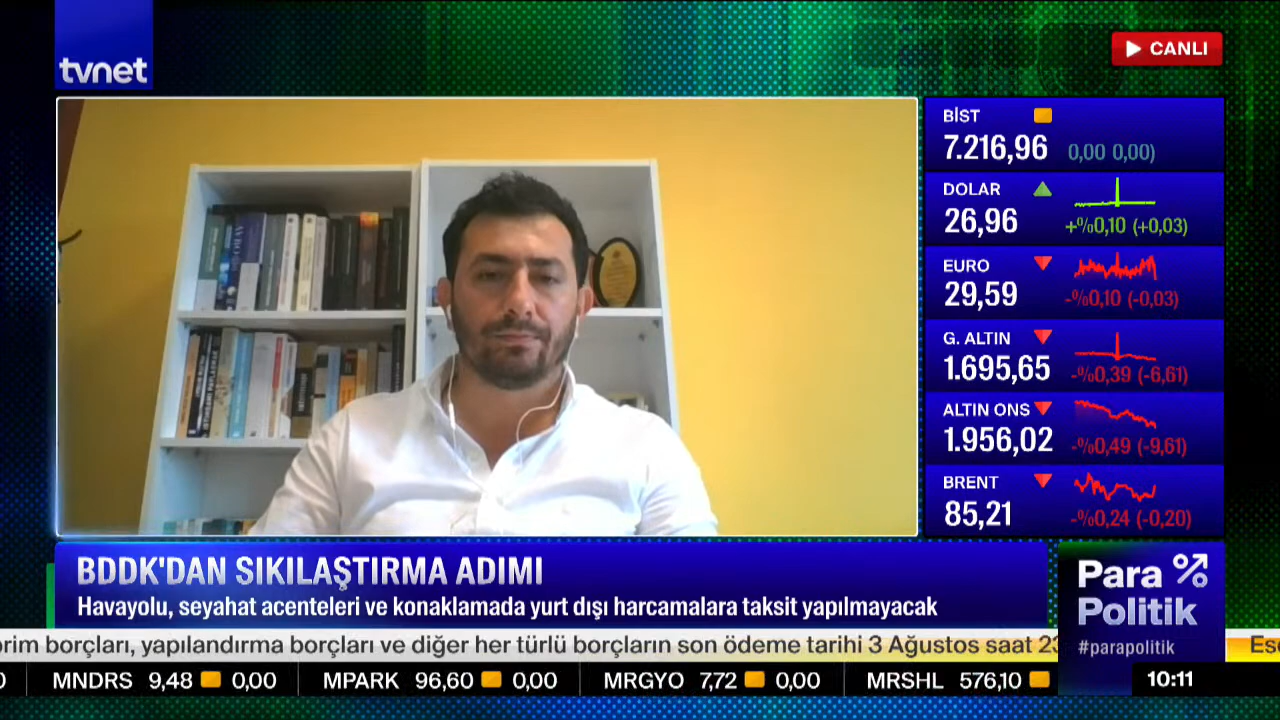 tvnet
CANLI
BİST
7.216,96 0,00 0,00)
DOLAR
26,96 +%0,10 (+0,03)
EURO
29,59 -%0,10 (-0,03)
G. ALTIN
1.695,65 -%0,39 (-6,61)
ALTIN ONS
1.956,02 -%0,49 (-9,61)
BRENT
85,21 -%0,24 (-0,20)
BDDK'DAN SIKILAŞTIRMA ADIMI
Havayolu, seyahat acenteleri ve konaklamada yurt dışı harcamalara taksit yapılmayacak
Para
Politik
#parapolitik
rim borçları, yapılandırma borçları ve diğer her türlü borçların son ödeme tarihi 3 Ağustos saat 23
Ese
0 MNDRS 9,48 0,00 MPARK 96,60 0,00 MRGYO 7,72 0,00 MRSHL 576,10
10:11